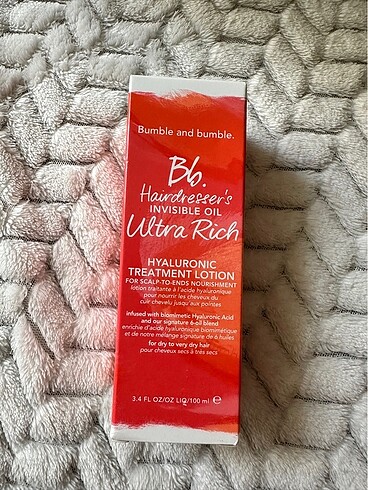 Bumble and bumble.
Bb.
Hairdresser's
INVISIBLE OIL
Ultra Rich
HYALURONIC
TREATMENT LOTION
FOR SCALP-TO-ENDS NOURISHMENT
lotion traitante à l'acide hyaluronique
pour nourrir les cheveux du
cuir chevelu jusqu'aux pointes
infused with biomimetic Hyaluronic Acid
and our signature 6-oil blend
enrichie d'acide hyaluronique biomimétique
et de notre mélange signature de 6 huiles
for dry to very dry hair
pour cheveux secs à très secs
3.4 FL OZ/OZ LIQ/100 ml ℮